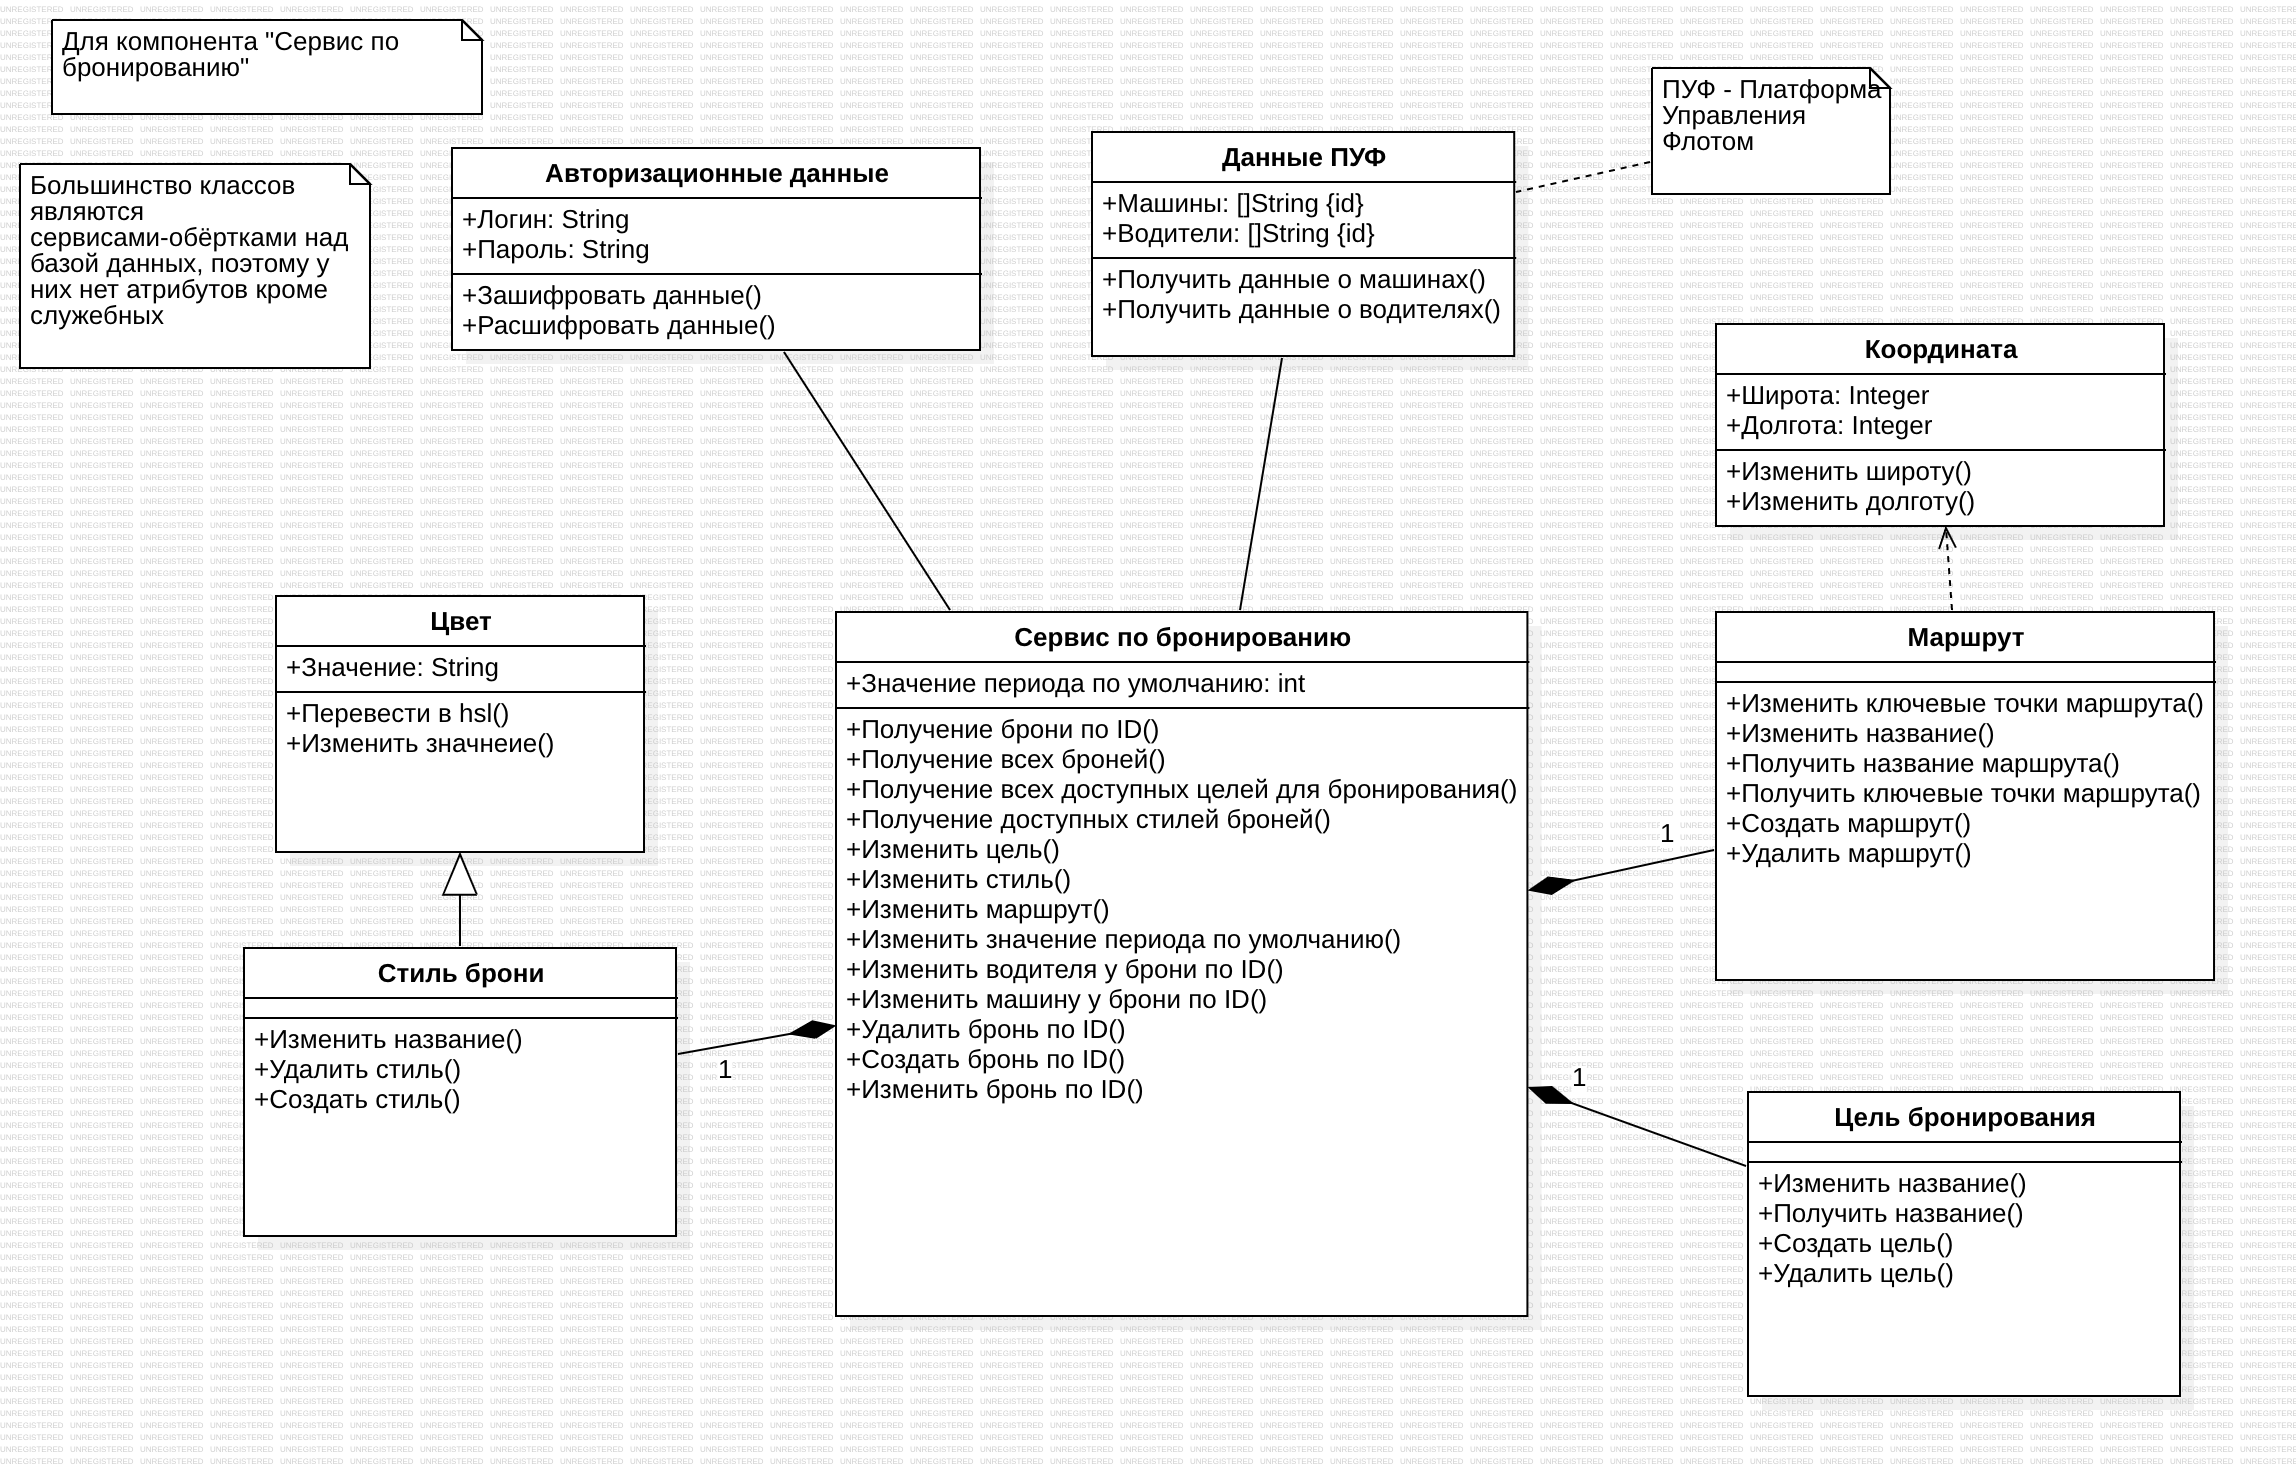 Для компонента "Сервис по
бронированию"
Большинство классов
являются
сервисами-обёртками над
базой данных, поэтому у
них нет атрибутов кроме
служебных
Авторизационные данные
+Логин: String
+Пароль: String
+Зашифровать данные()
+Расшифровать данные()
Данные ПУФ
+Машины: []String {id}
+Водители: []String {id}
+Получить данные о машинах()
+Получить данные о водителях()
ПУФ - Платформа
Управления
Флотом
Координата
+Широта: Integer
+Долгота: Integer
+Изменить широту()
+Изменить долготу()
Цвет
+Значение: String
+Перевести в hsl()
+Изменить значнеие()
Стиль брони
+Изменить название()
+Удалить стиль()
+Создать стиль()
1
Сервис по бронированию
+Значение периода по умолчанию: int
+Получение брони по ID()
+Получение всех броней()
+Получение всех доступных целей для бронирования()
+Получение доступных стилей броней()
+Изменить цель()
+Изменить стиль()
+Изменить маршрут()
+Изменить значение периода по умолчанию()
+Изменить водителя у брони по ID()
+Изменить машину у брони по ID()
+Удалить бронь по ID()
+Создать бронь по ID()
+Изменить бронь по ID()
1
1
Маршрут
+Изменить ключевые точки маршрута()
+Изменить название()
+Получить название маршрута()
+Получить ключевые точки маршрута()
+Создать маршрут()
+Удалить маршрут()
Цель бронирования
+Изменить название()
+Получить название()
+Создать цель()
+Удалить цель()
UNREGISTERED